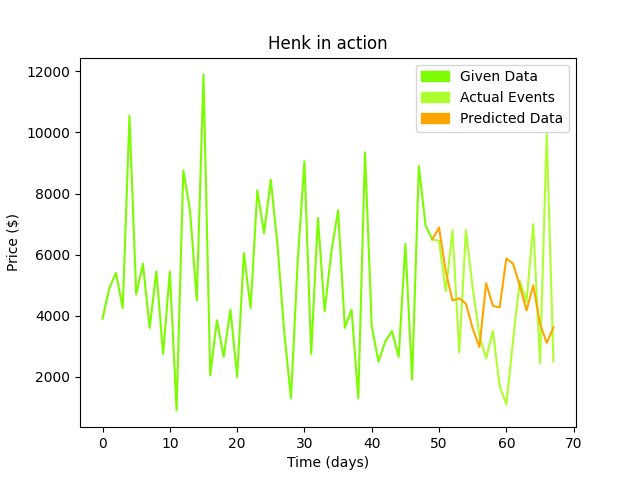 Henk in action
Given Data
Actual Events
Predicted Data
12000
10000
8000
6000
4000
2000
Price ($)
0 10 20 30 40 50 60 70
Time (days)